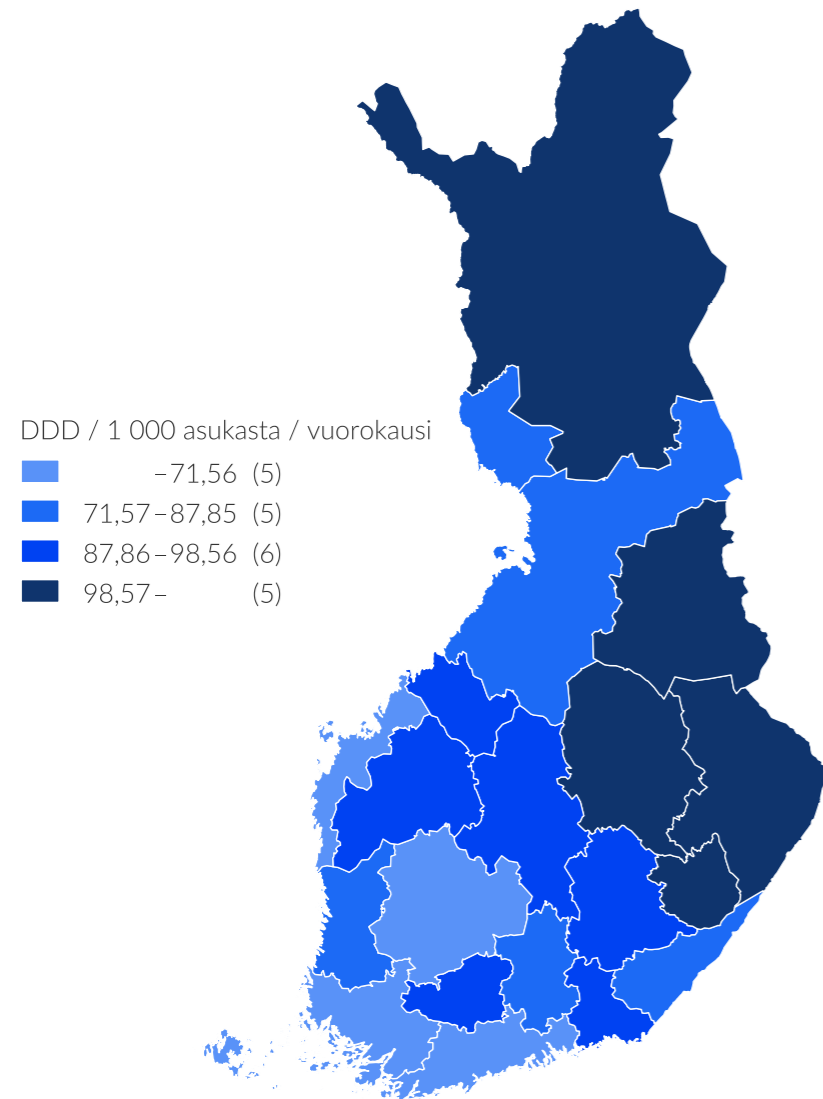 DDD / 1 000 asukasta / vuorokausi
–71,56 (5)
71,57–87,85 (5)
87,86–98,56 (6)
98,57– (5)